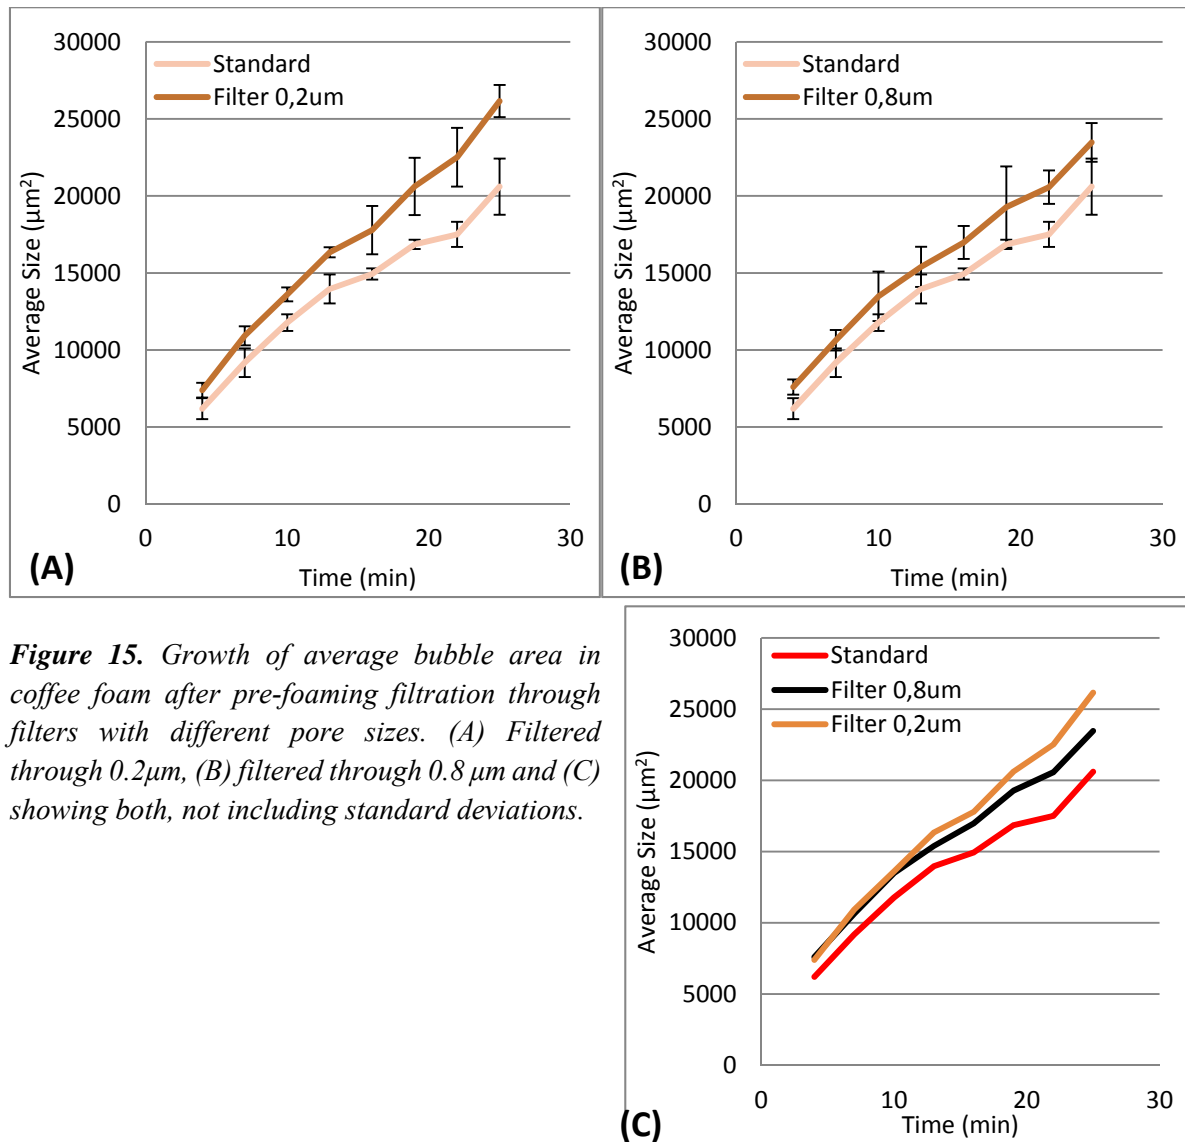 30000
25000
20000
15000
10000
5000
0
Average Size (µm²)
Standard
Filter 0,2um
0
10
20
30
Time (min)
(A)
30000
25000
20000
15000
10000
5000
0
Average Size (µm²)
Standard
Filter 0,8um
0
10
20
30
Time (min)
(B)
Figure 15. Growth of average bubble area in
coffee foam after pre-foaming filtration through
filters with different pore sizes. (A) Filtered
through 0.2µm, (B) filtered through 0.8 µm and (C)
showing both, not including standard deviations.
30000
25000
20000
15000
10000
5000
0
Average Size (µm²)
Standard
Filter 0,8um
Filter 0,2um
0
10
20
30
Time (min)
(C)